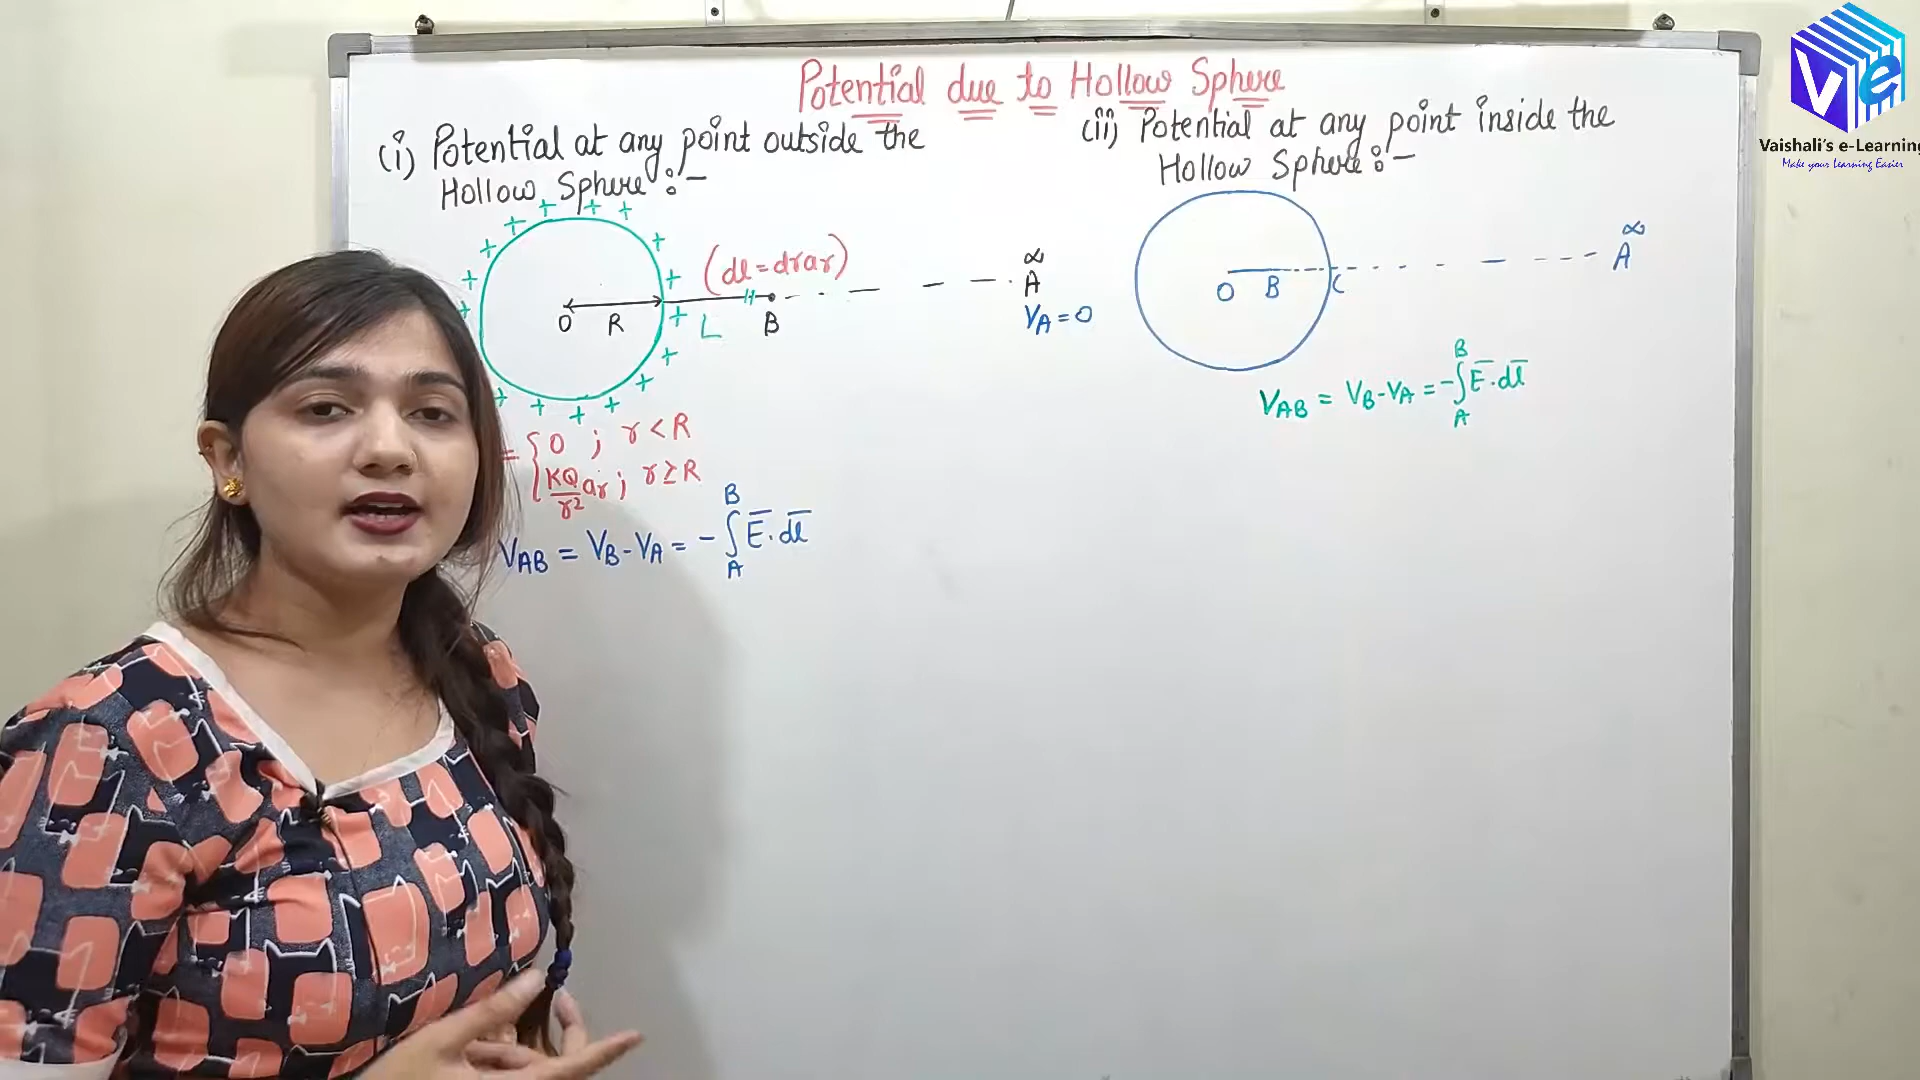 Potential due to Hollow Sphere
(i) Potential at any point outside the
Hollow Sphere :-
+ + + + + + + + + + + + + + + + + +
(dl = dr ar)
∞
O R L B A
VA = 0
= { 0 ; r < R
KQ/r² ar ; r ≥ R
VAB = VB - VA = - ∫ E̅ . dl̅
B
A
(ii) Potential at any point inside the
Hollow Sphere :-
∞
O B C A
VAB = VB - VA = - ∫ E̅ . dl̅
B
A
Ve
Vaishali's e-Learning
Make your Learning Easier